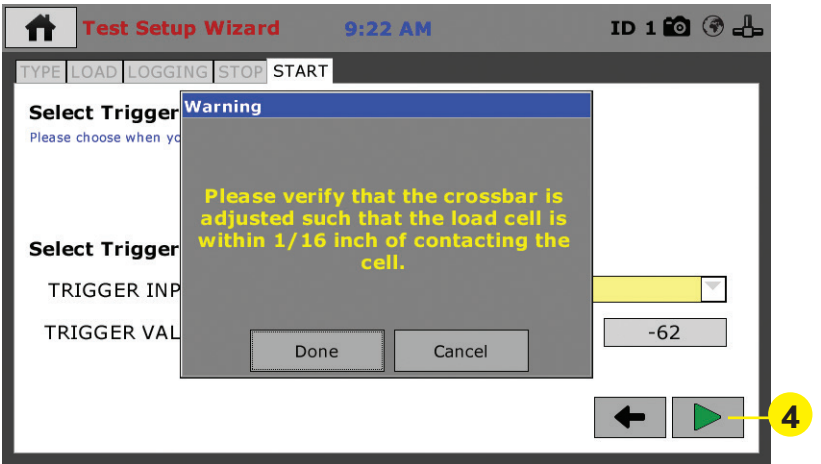 Test Setup Wizard 9:22 AM ID 1
TYPE LOAD LOGGING STOP START
Select Trigger
Please choose when yo
Warning
Please verify that the crossbar is
adjusted such that the load cell is
within 1/16 inch of contacting the
cell.
Select Trigger
TRIGGER INP
TRIGGER VAL
-62
Done Cancel
4